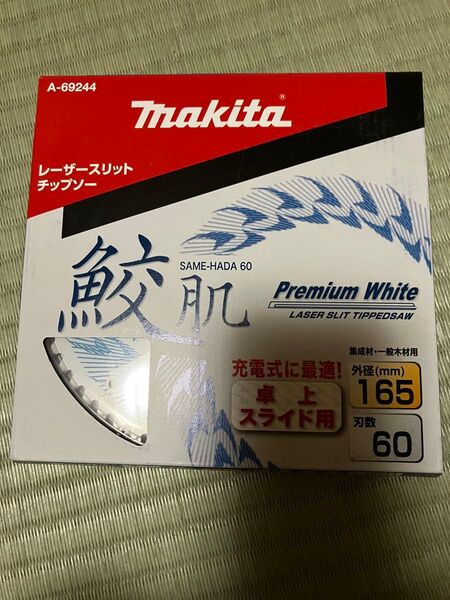 A-69244
makita®
レーザースリット
チップソー
鮫肌
SAME-HADA 60
Premium White
LASER SLIT TIPPEDSAW
集成材・一般木材用
充電式に最適!
卓上
スライド用
外径(mm)
165
刃数
60